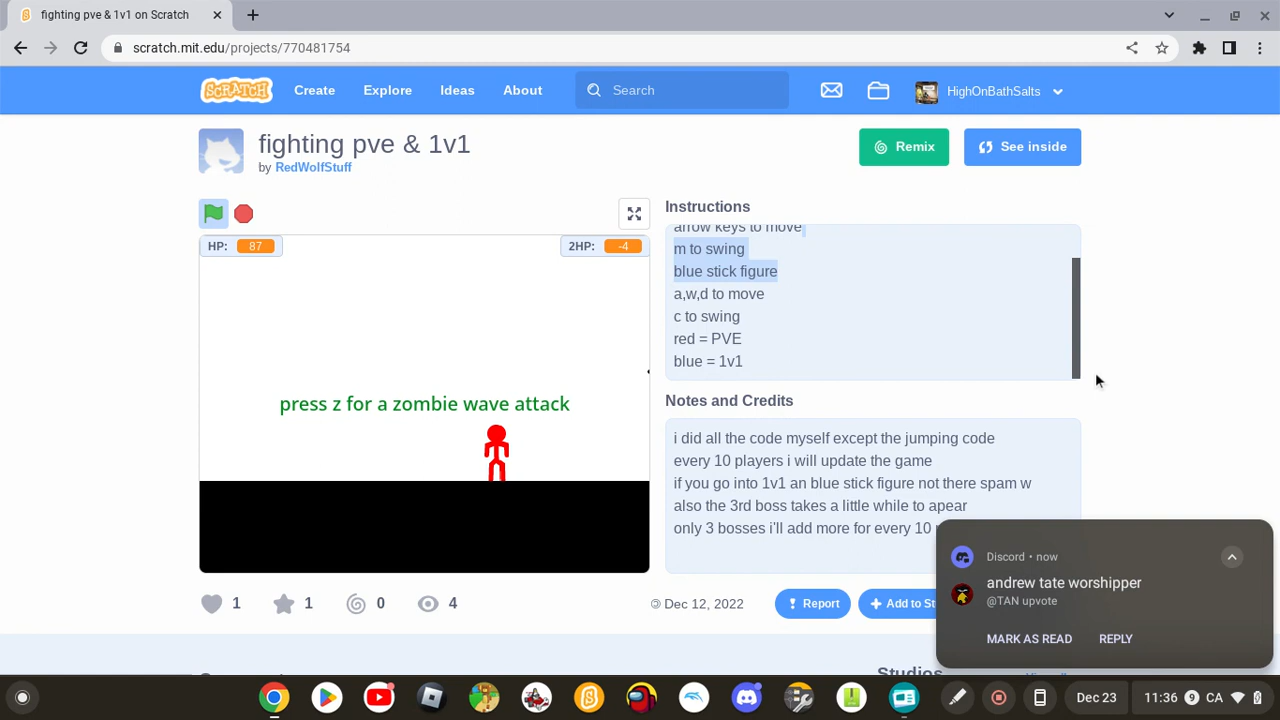 fighting pve & 1v1 on Scratch
scratch.mit.edu/projects/770481754
SCRATCH
Create
Explore
Ideas
About
Search
HighOnBathSalts
fighting pve & 1v1
by RedWolfStuff
Remix
See inside
HP: 87
2HP: -4
press z for a zombie wave attack
Instructions
arrow keys to move
m to swing
blue stick figure
a,w,d to move
c to swing
red = PVE
blue = 1v1
Notes and Credits
i did all the code myself except the jumping code
every 10 players i will update the game
if you go into 1v1 an blue stick figure not there spam w
also the 3rd boss takes a little while to apear
only 3 bosses i'll add more for every 10
1
1
0
4
Dec 12, 2022
Report
Add to St
Studios
Discord • now
andrew tate worshipper
@TAN upvote
MARK AS READ
REPLY
Dec 23
11:36
9
CA